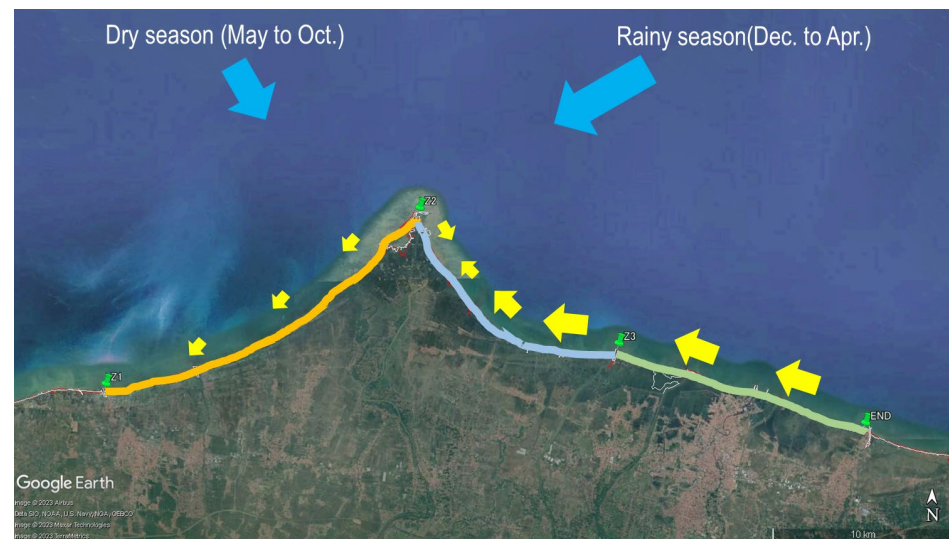 Dry season (May to Oct.)
Rainy season(Dec. to Apr.)
Z2
Z3
Z1
END
Google Earth
Image © 2023 Airbus
Data SIO, NOAA, U.S. Navy, NGA, GEBCO
Image © 2023 Maxar Technologies
Image © 2023 TerraMetrics
10 km
N